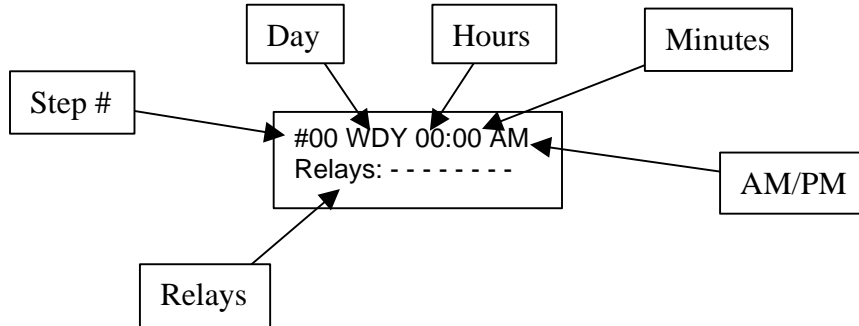 Day
Hours
Minutes
Step #
#00 WDY 00:00 AM
Relays: - - - - - - - -
AM/PM
Relays